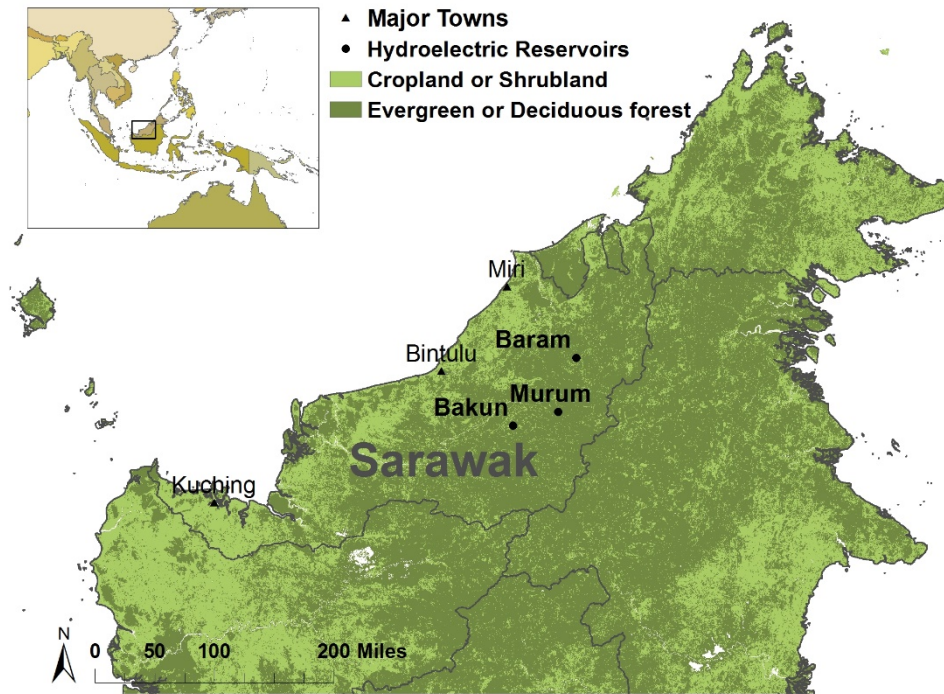 Major Towns
Hydroelectric Reservoirs
Cropland or Shrubland
Evergreen or Deciduous forest
Miri
Baram
Bintulu
Murum
Bakun
Sarawak
Kuching
N
0 50 100 200 Miles